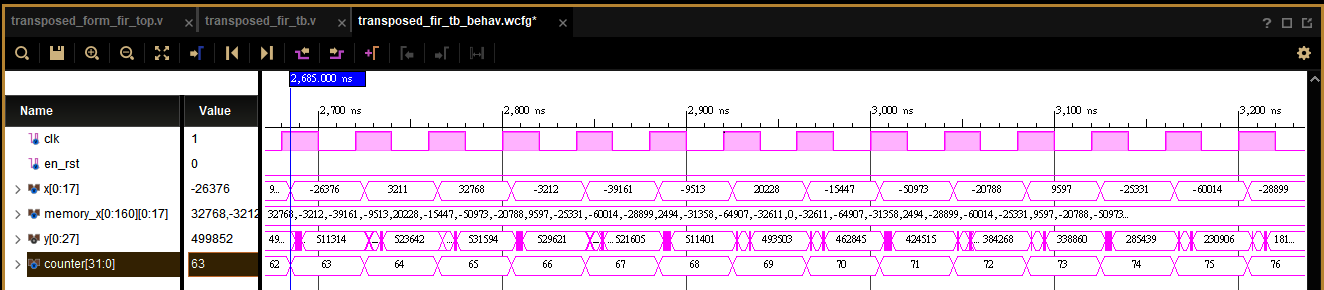 transposed_form_fir_top.v × transposed_fir_tb.v × transposed_fir_tb_behav.wcfg* ×
2,685.000 ns
Name Value 2,700 ns 2,800 ns 2,900 ns 3,000 ns 3,100 ns 3,200 ns
clk 1
en_rst 0
x[0:17] -26376 9... -26376 3211 32768 -3212 -39161 -9513 20228 -15447 -50973 -20788 9597 -25331 -60014 -28899
memory_x[0:160][0:17] 32768,-3212 32768,-3212,-39161,-9513,20228,-15447,-50973,-20788,9597,-25331,-60014,-28899,2494,-31358,-64907,-32611,0,-32611,-64907,-31358,2494,-28899,-60014,-25331,9597,-20788,-50973...
y[0:27] 499852 49... 511314 ... 523642 531594 529621 ... 521605 511401 493503 462845 424515 384268 338860 285439 230906 181...
counter[31:0] 63 62 63 64 65 66 67 68 69 70 71 72 73 74 75 76